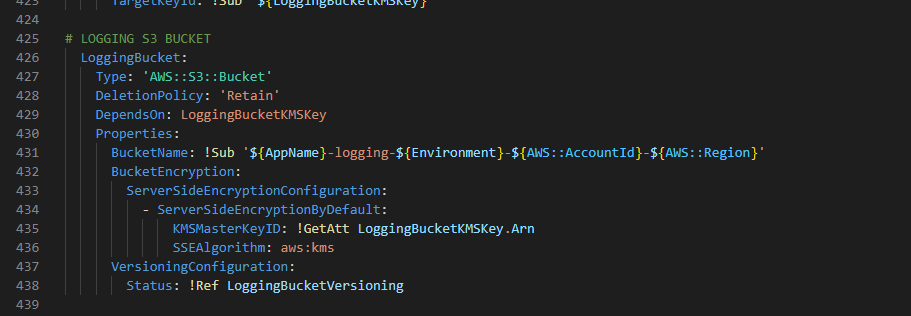 423 TargetKeyId: !Sub '${LoggingBucketKMSKey}'
424
425 # LOGGING S3 BUCKET
426 LoggingBucket:
427 Type: 'AWS::S3::Bucket'
428 DeletionPolicy: 'Retain'
429 DependsOn: LoggingBucketKMSKey
430 Properties:
431 BucketName: !Sub '${AppName}-logging-${Environment}-${AWS::AccountId}-${AWS::Region}'
432 BucketEncryption:
433 ServerSideEncryptionConfiguration:
434 - ServerSideEncryptionByDefault:
435 KMSMasterKeyID: !GetAtt LoggingBucketKMSKey.Arn
436 SSEAlgorithm: aws:kms
437 VersioningConfiguration:
438 Status: !Ref LoggingBucketVersioning
439